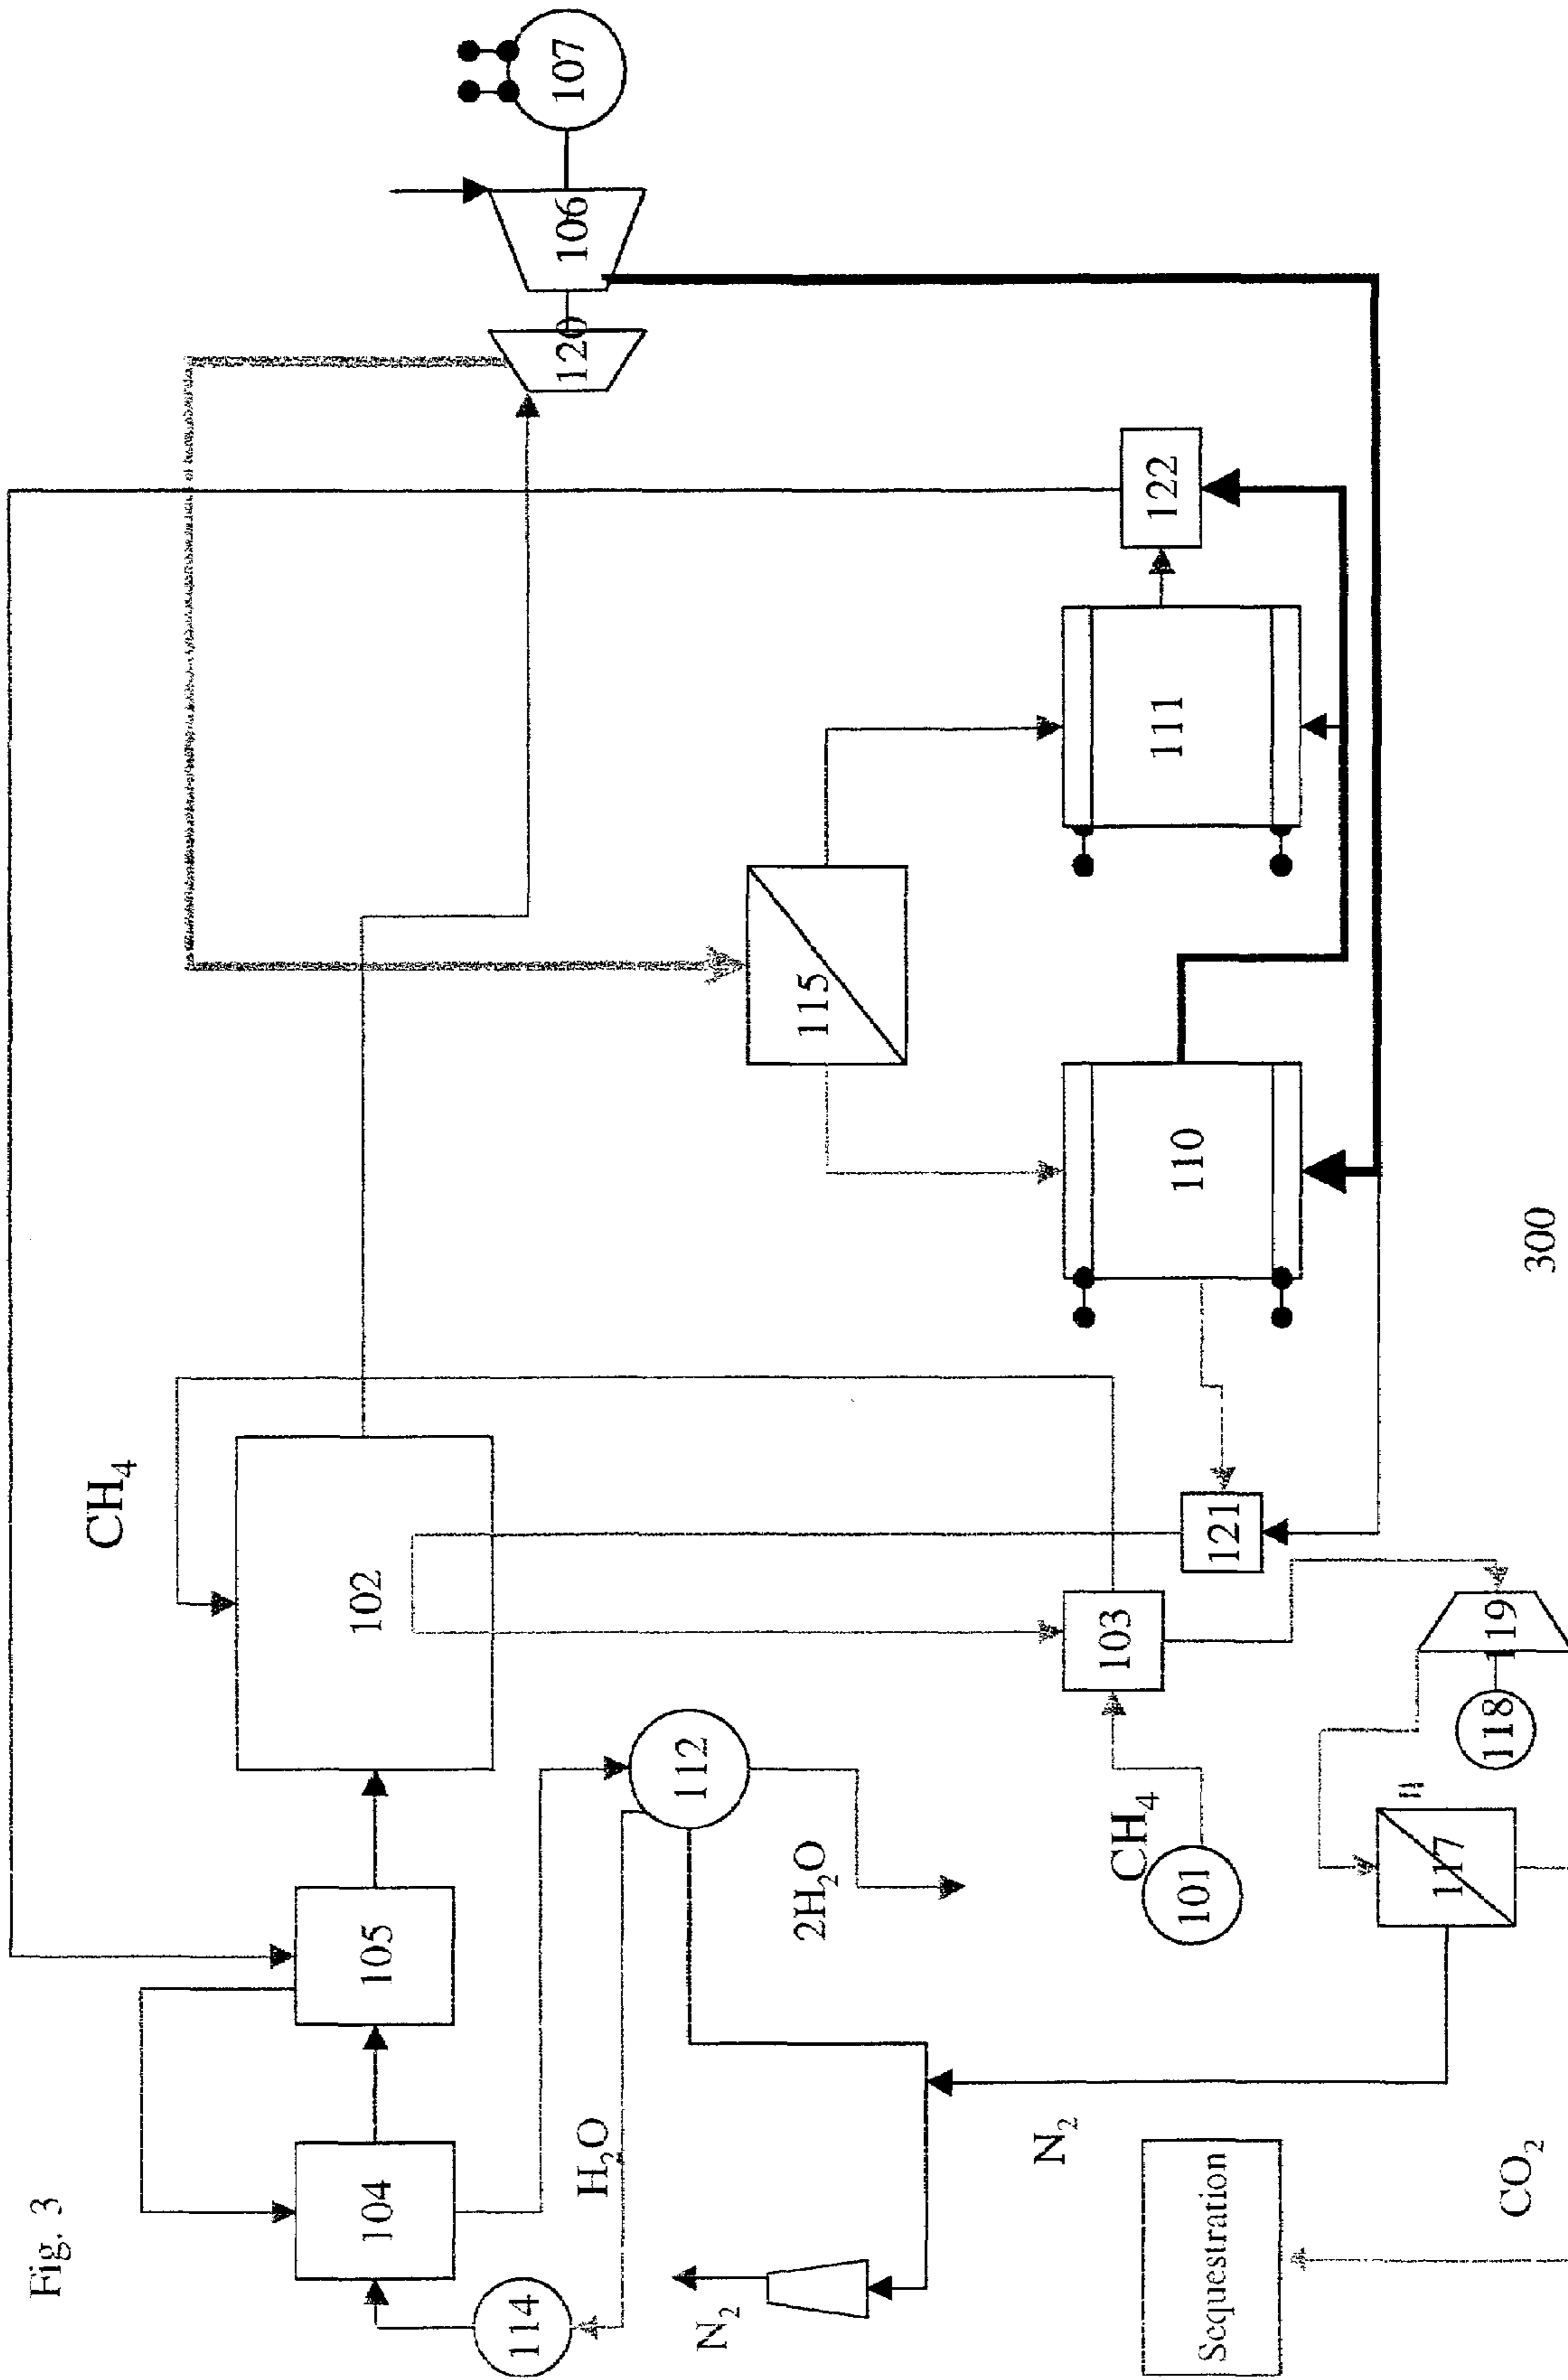 Fig. 3
CH₄
114
104
105
102
H₂O
112
2H₂O
N₂
N₂
120
106
107
115
CH₄
101
103
121
110
111
122
Sequestration
CO₂
117
118
119
300